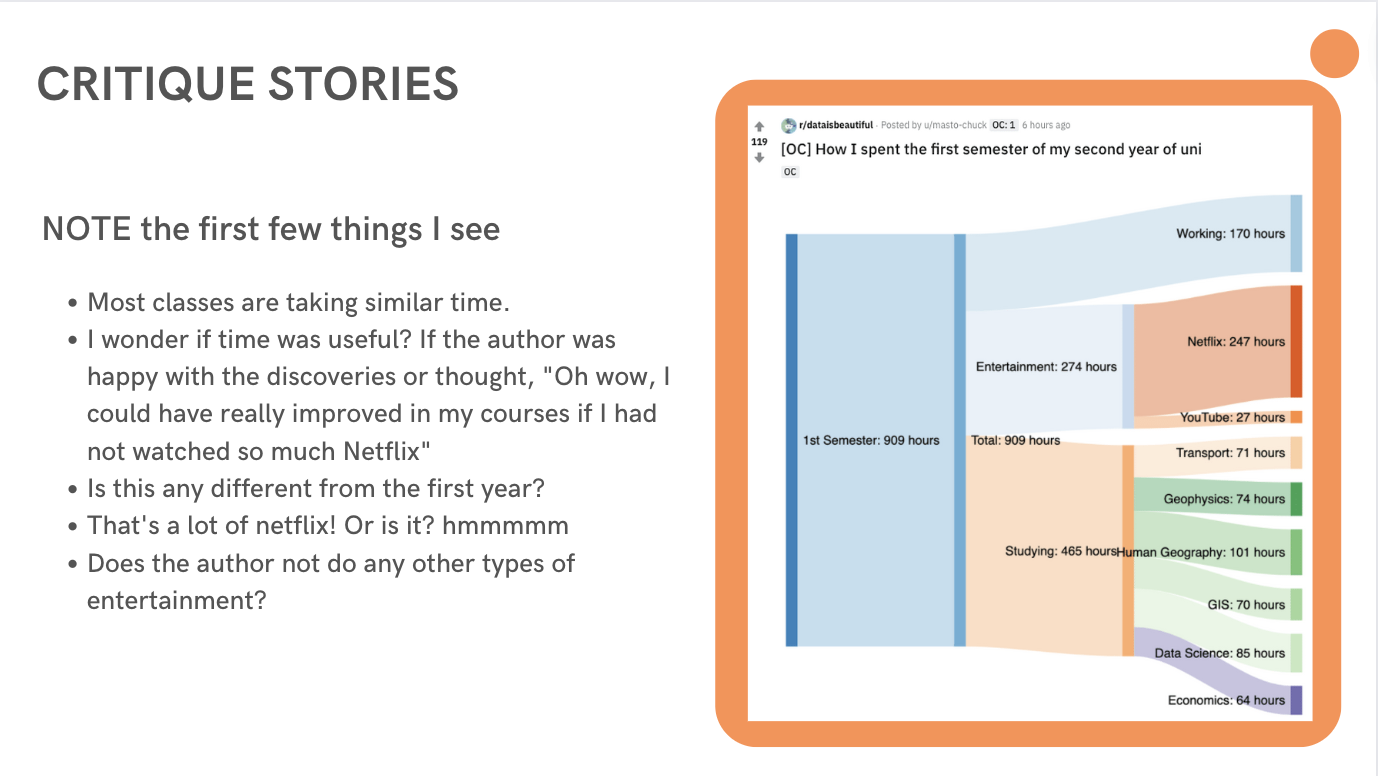 CRITIQUE STORIES
NOTE the first few things I see
• Most classes are taking similar time.
• I wonder if time was useful? If the author was
happy with the discoveries or thought, "Oh wow, I
could have really improved in my courses if I had
not watched so much Netflix"
• Is this any different from the first year?
• That's a lot of netflix! Or is it? hmmmmm
• Does the author not do any other types of
entertainment?
119
r/dataisbeautiful · Posted by u/masto-chuck OC: 1 6 hours ago
[OC] How I spent the first semester of my second year of uni
OC
Working: 170 hours
Netflix: 247 hours
Entertainment: 274 hours
YouTube: 27 hours
1st Semester: 909 hours
Total: 909 hours
Transport: 71 hours
Geophysics: 74 hours
Studying: 465 hours
Human Geography: 101 hours
GIS: 70 hours
Data Science: 85 hours
Economics: 64 hours